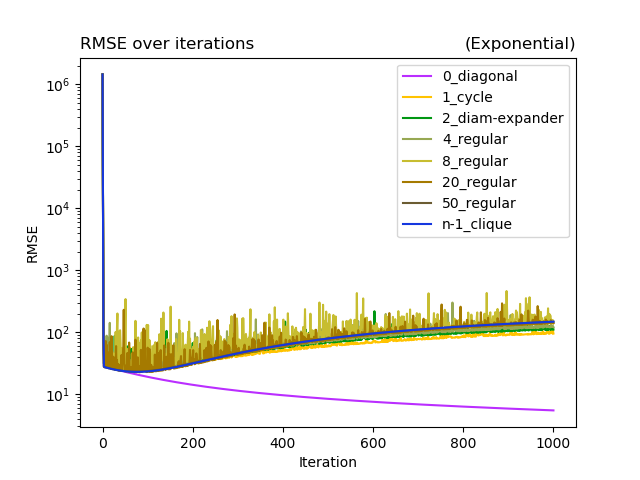 RMSE over iterations (Exponential)
10^6
10^5
10^4
10^3
10^2
10^1
RMSE
0_diagonal
1_cycle
2_diam-expander
4_regular
8_regular
20_regular
50_regular
n-1_clique
0 200 400 600 800 1000
Iteration